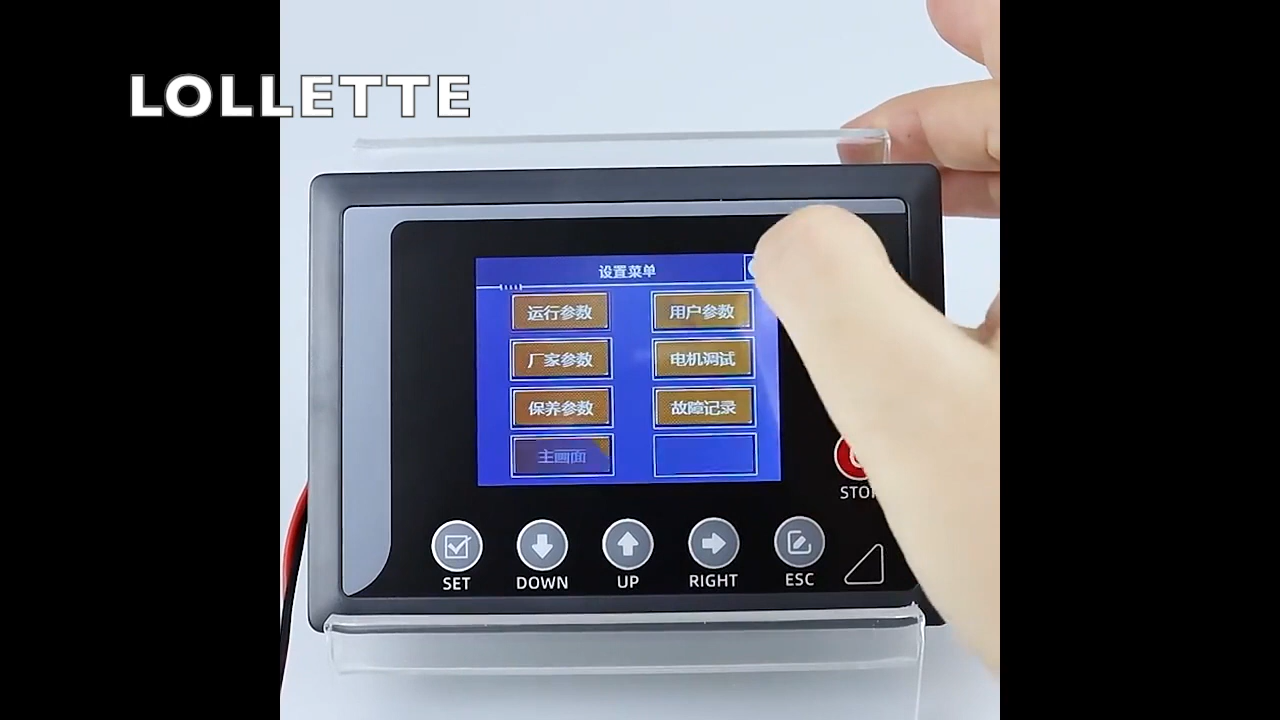 LOLLETTE
设置菜单
运行参数
用户参数
厂家参数
电机调试
保养参数
故障记录
主画面
SET
DOWN
UP
RIGHT
ESC